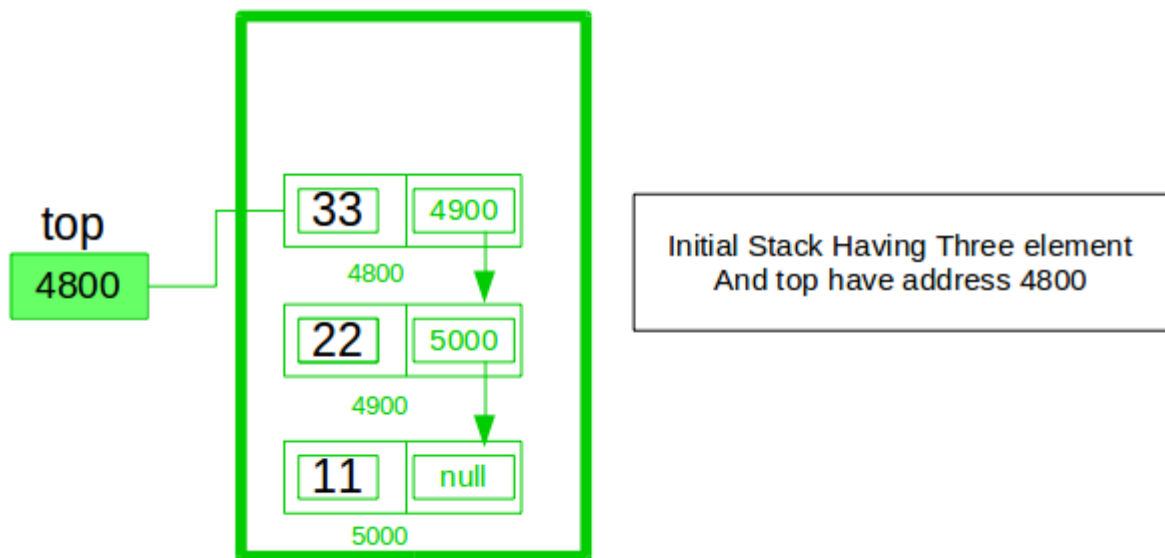 top
4800
33
4900
4800
22
5000
4900
11
null
5000
Initial Stack Having Three element
And top have address 4800